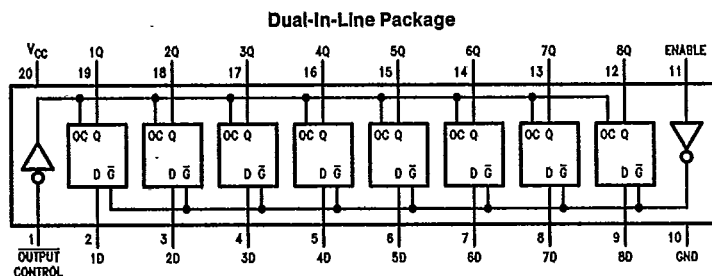 Dual-In-Line Package
VCC 1Q 2Q 3Q 4Q 5Q 6Q 7Q 8Q ENABLE
20 19 18 17 16 15 14 13 12 11
OC Q OC Q OC Q OC Q OC Q OC Q OC Q OC Q
D G̅ D G̅ D G̅ D G̅ D G̅ D G̅ D G̅ D G̅
1 2 3 4 5 6 7 8 9 10
OUTPUT CONTROL 1D 2D 3D 4D 5D 6D 7D 8D GND